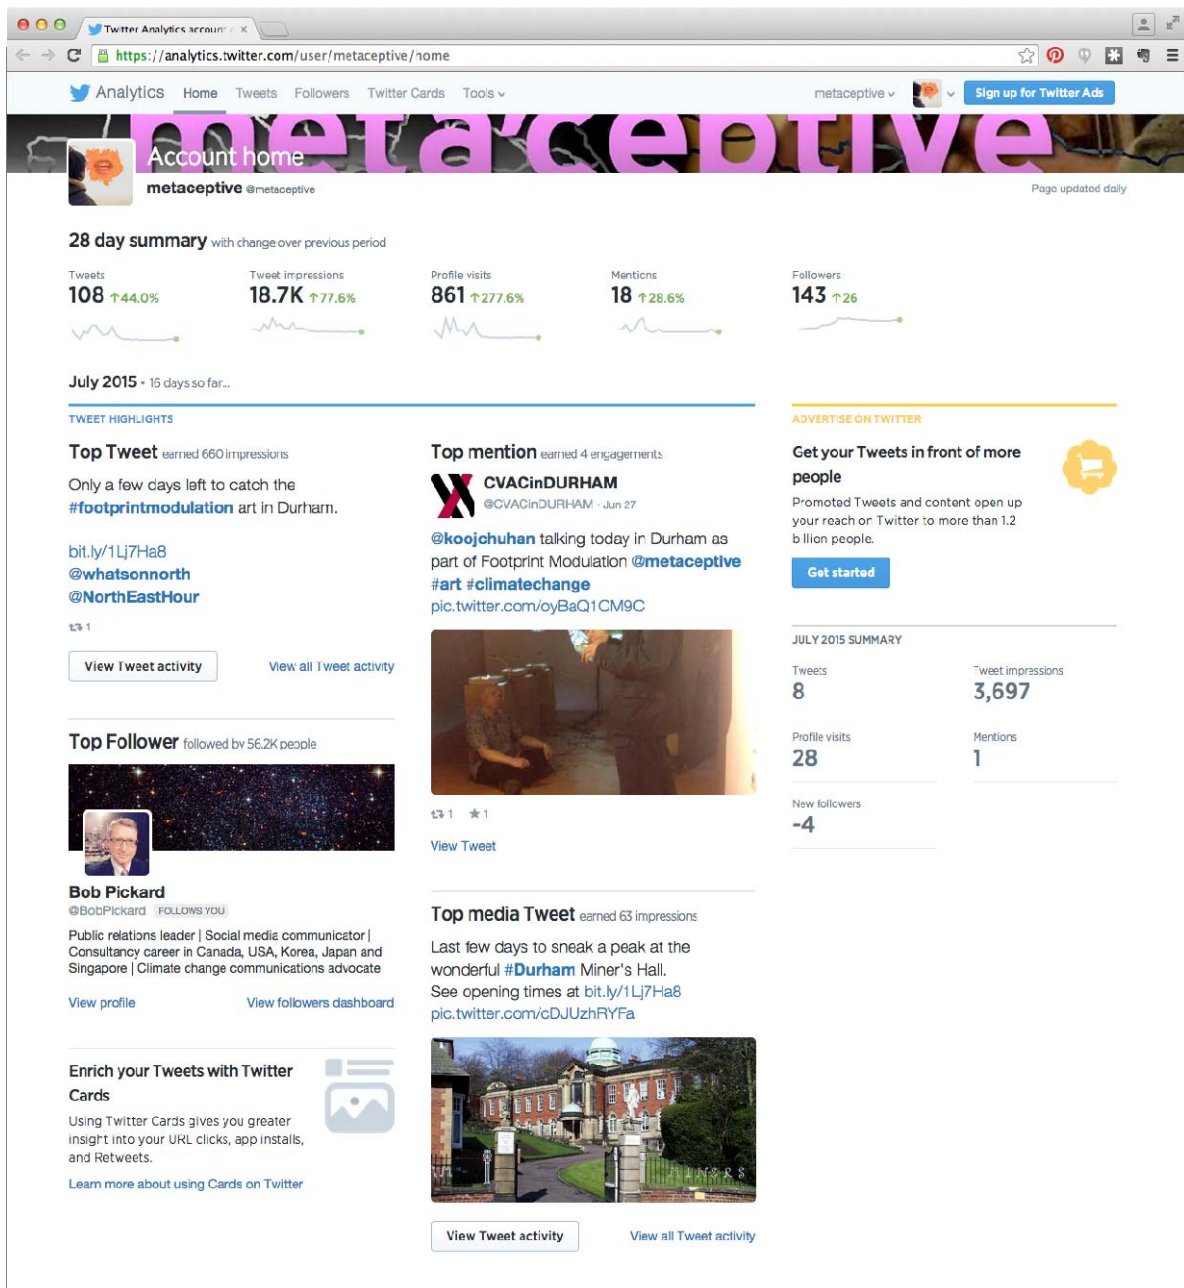 Twitter Analytics account
https://analytics.twitter.com/user/metaceptive/home
Analytics Home Tweets Followers Twitter Cards Tools
metaceptive Sign up for Twitter Ads
meta'ceptive
Account home
metaceptive @metaceptive
Page updated daily
28 day summary with change over previous period
Tweets
108 ↑44.0%
Tweet impressions
18.7K ↑77.6%
Profile visits
861 ↑277.6%
Mentions
18 ↑28.6%
Followers
143 ↑26
July 2015 • 16 days so far...
TWEET HIGHLIGHTS
Top Tweet earned 660 impressions
Only a few days left to catch the
#footprintmodulation art in Durham.
bit.ly/1Lj7Ha8
@whatsonnorth
@NorthEastHour
1
View Tweet activity
View all Tweet activity
Top Follower followed by 56.2K people
Bob Pickard
@BobPickard FOLLOWS YOU
Public relations leader | Social media communicator |
Consultancy career in Canada, USA, Korea, Japan and
Singapore | Climate change communications advocate
View profile
View followers dashboard
Enrich your Tweets with Twitter
Cards
Using Twitter Cards gives you greater
insight into your URL clicks, app installs,
and Retweets.
Learn more about using Cards on Twitter
Top mention earned 4 engagements
CVACinDURHAM
@CVACinDURHAM · Jun 27
@koojchuhan talking today in Durham as
part of Footprint Modulation @metaceptive
#art #climatechange
pic.twitter.com/oyBaQ1CM9C
1 1
View Tweet
Top media Tweet earned 63 impressions
Last few days to sneak a peak at the
wonderful #Durham Miner's Hall.
See opening times at bit.ly/1Lj7Ha8
pic.twitter.com/cDJUzhRYFa
MINERS
View Tweet activity
View all Tweet activity
ADVERTISE ON TWITTER
Get your Tweets in front of more
people
Promoted Tweets and content open up
your reach on Twitter to more than 1.2
billion people.
Get started
JULY 2015 SUMMARY
Tweets
8
Tweet impressions
3,697
Profile visits
28
Mentions
1
New followers
-4